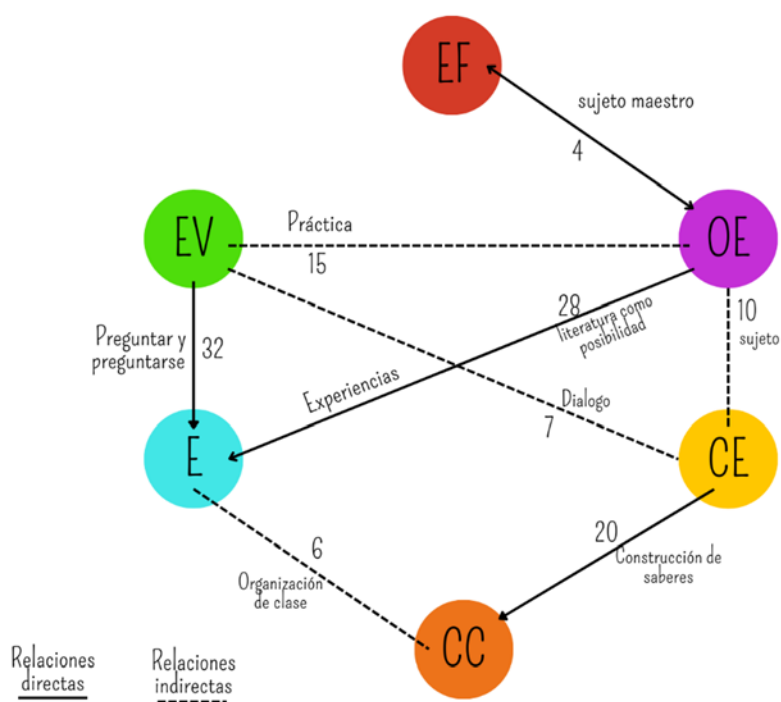 EF
sujeto maestro
4
EV
Práctica
15
OE
28
literatura como
posibilidad
10
sujeto
Preguntar y
preguntarse
32
Experiencias
Dialogo
7
E
CE
6
Organización
de clase
20
Construcción de
saberes
CC
Relaciones
directas
Relaciones
indirectas